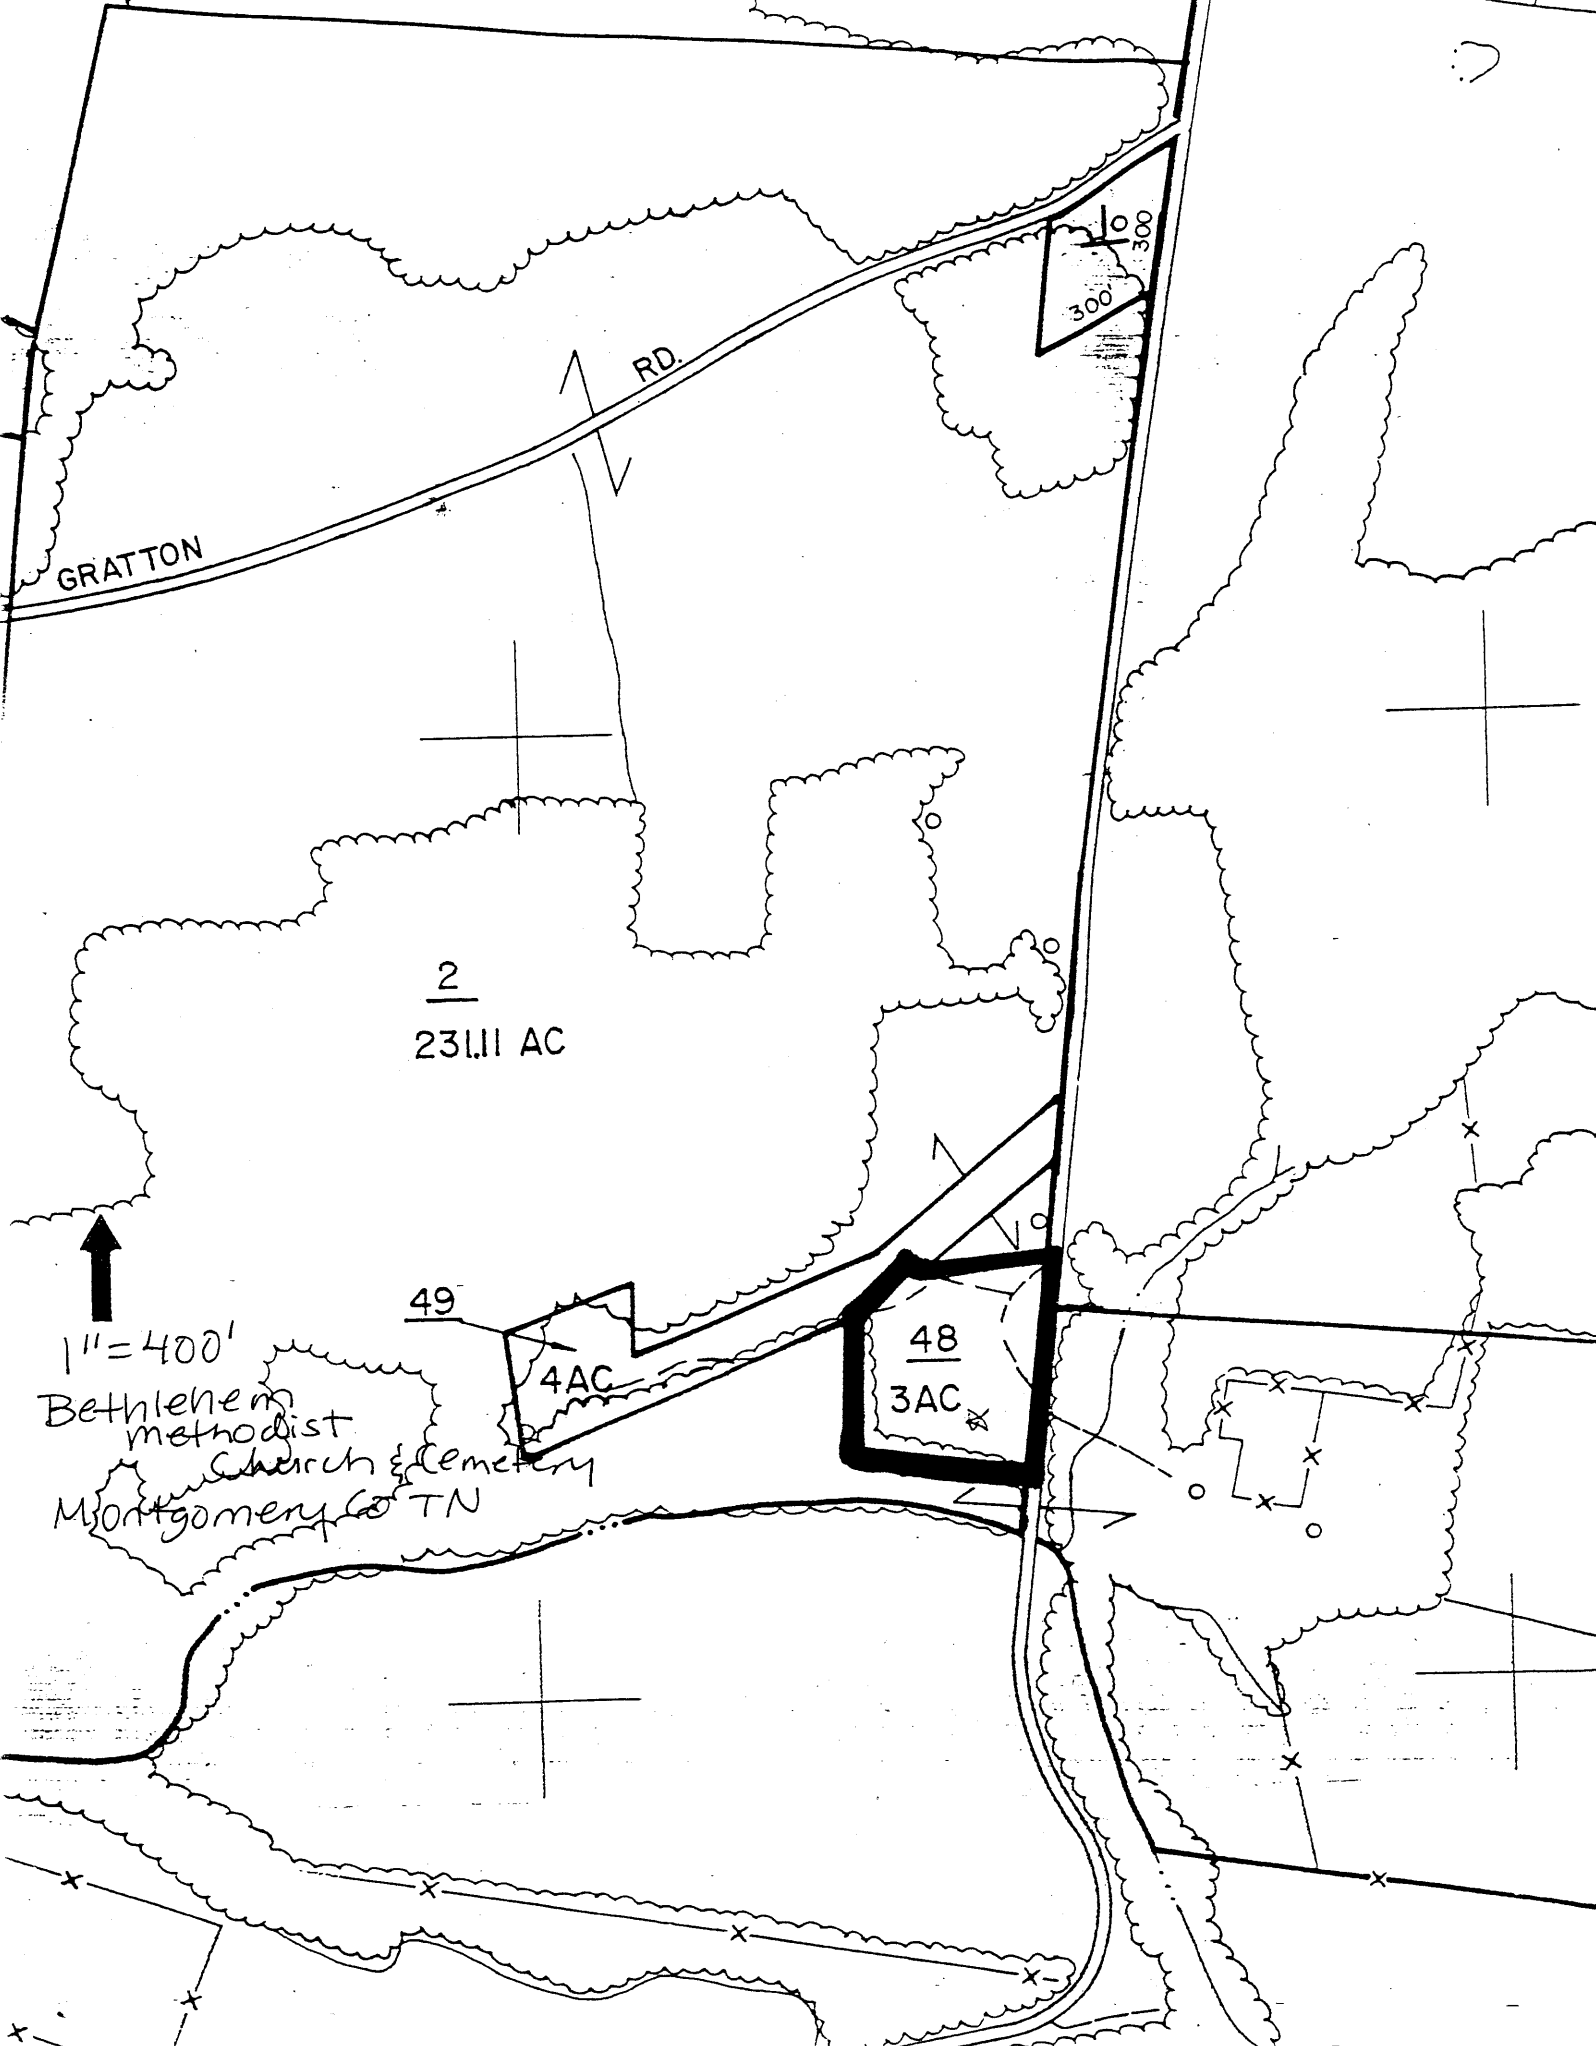 300
300'
RD.
GRATTON
2
231.11 AC
49
4AC
48
3AC
1"=400'
Bethlehem
methodist
Church & Cemetery
Montgomery Co TN